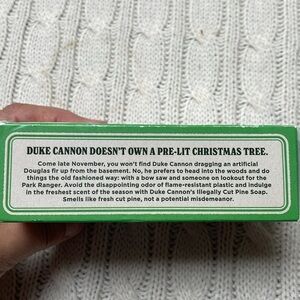 DUKE CANNON DOESN'T OWN A PRE-LIT CHRISTMAS TREE.
Come late November, you won't find Duke Cannon dragging an artificial
Douglas fir up from the basement. No, he prefers to head into the woods and do
things the old fashioned way: with a bow saw and someone on lookout for the
Park Ranger. Avoid the disappointing odor of flame-resistant plastic and indulge
in the freshest scent of the season with Duke Cannon's Illegally Cut Pine Soap.
Smells like fresh cut pine, not a potential misdemeanor.